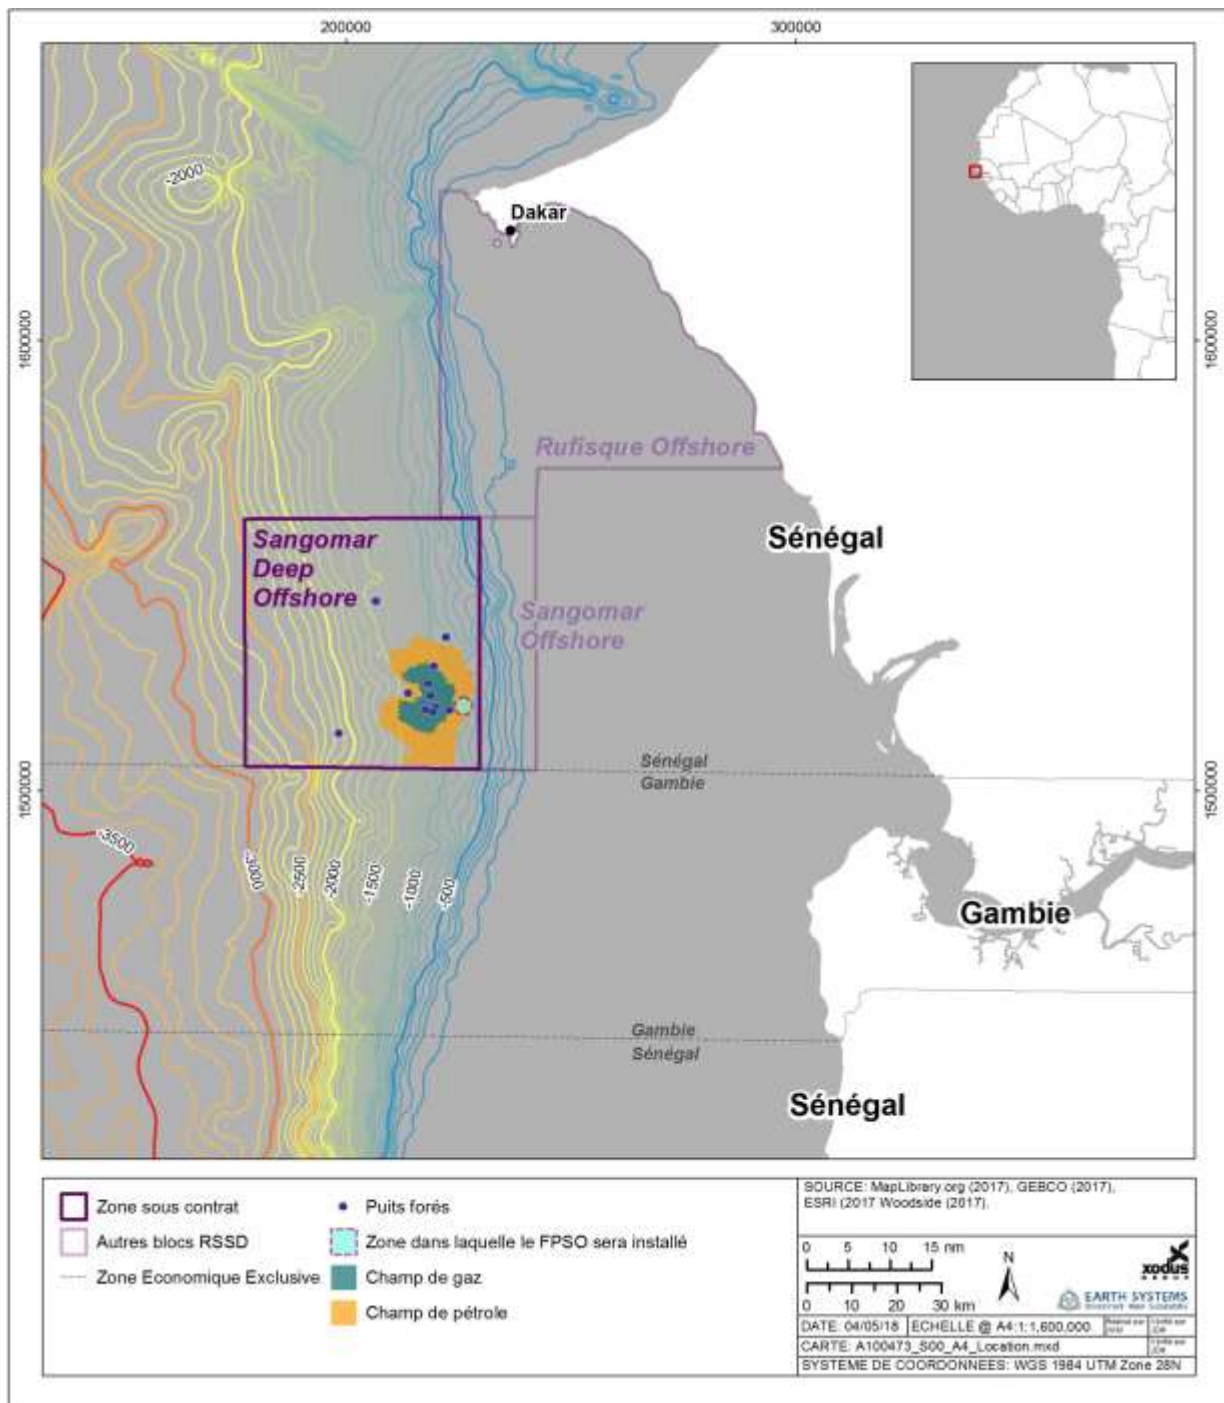 200000
300000
-2000
Dakar
1600000
1600000
Rufisque Offshore
Sénégal
Sangomar
Deep
Offshore
Sangomar
Offshore
Sénégal
Gambie
1500000
1500000
-3500
-3000
-2500
-2000
-1500
-1000
-500
Gambie
Gambie
Sénégal
Sénégal
Zone sous contrat
Autres blocs RSSD
Zone Economique Exclusive
Puits forés
Zone dans laquelle le FPSO sera installé
Champ de gaz
Champ de pétrole
SOURCE: MapLibrary.org (2017), GEBCO (2017),
ESRI (2017 Woodside (2017).
0 5 10 15 nm
0 10 20 30 km
N
xodus
GROUP
EARTH SYSTEMS
DATE: 04/05/18
ECHELLE @ A4:1:1,600,000
CARTE: A100473_S00_A4_Location.mxd
SYSTEME DE COORDONNEES: WGS 1984 UTM Zone 28N